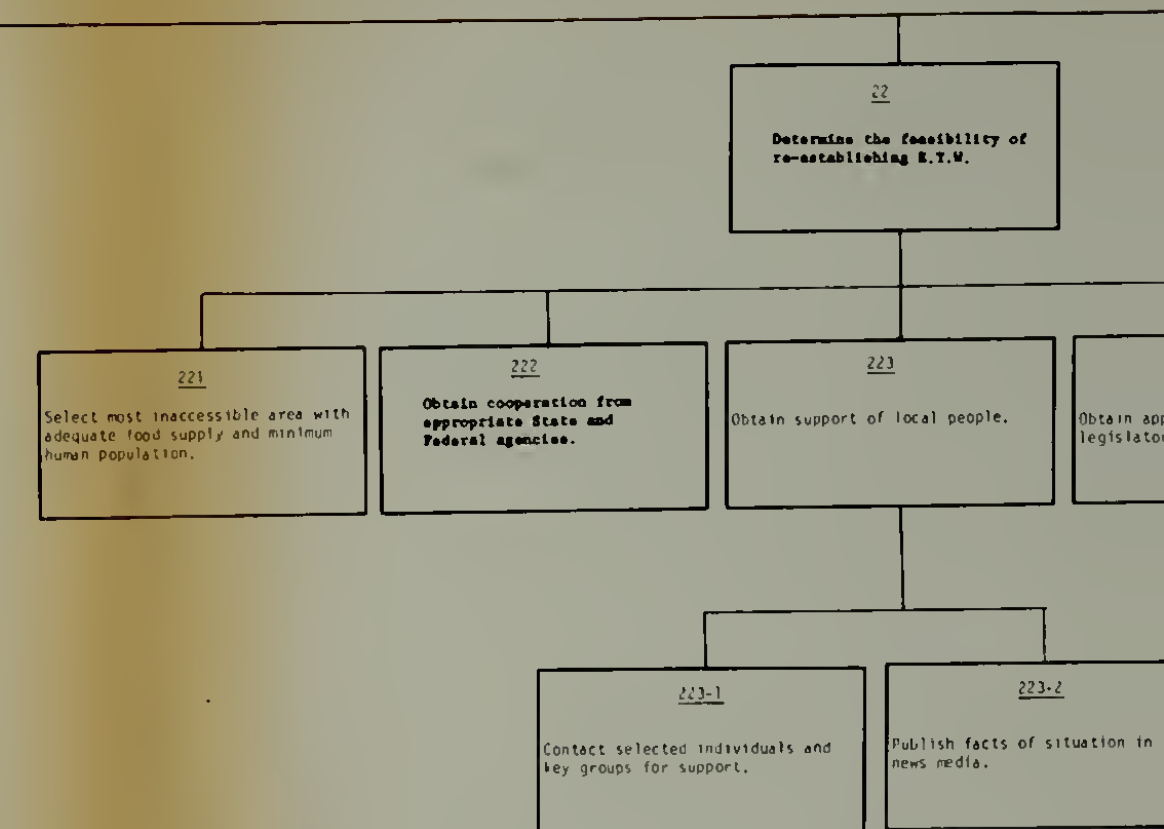 22
Determine the feasibility of
re-establishing E.T.W.
221
Select most inaccessible area with
adequate food supply and minimum
human population.
222
Obtain cooperation from
appropriate State and
Federal agencies.
223
Obtain support of local people.
Obtain app
legislato
223-1
Contact selected individuals and
key groups for support.
223-2
Publish facts of situation in
news media.